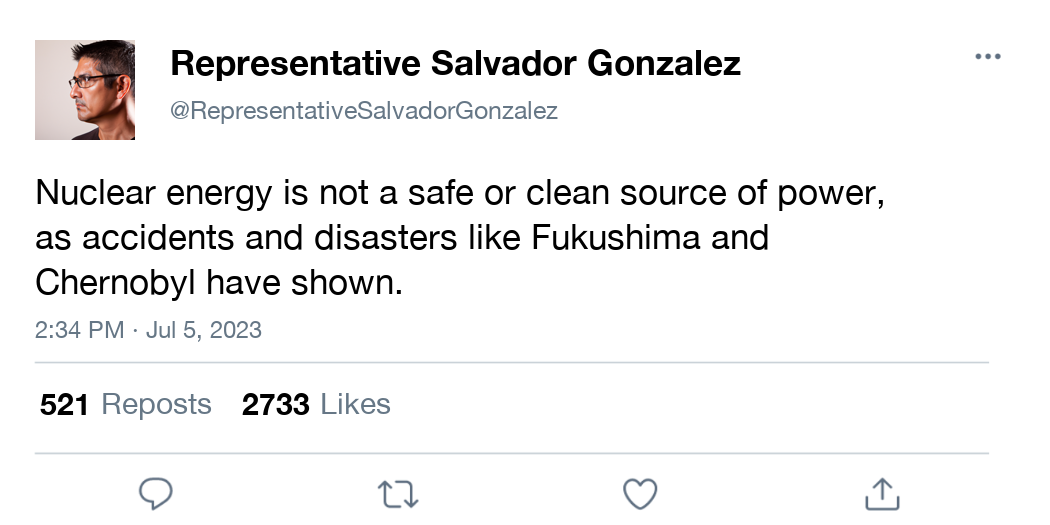 Representative Salvador Gonzalez
@RepresentativeSalvadorGonzalez
Nuclear energy is not a safe or clean source of power,
as accidents and disasters like Fukushima and
Chernobyl have shown.
2:34 PM · Jul 5, 2023
521 Reposts 2733 Likes